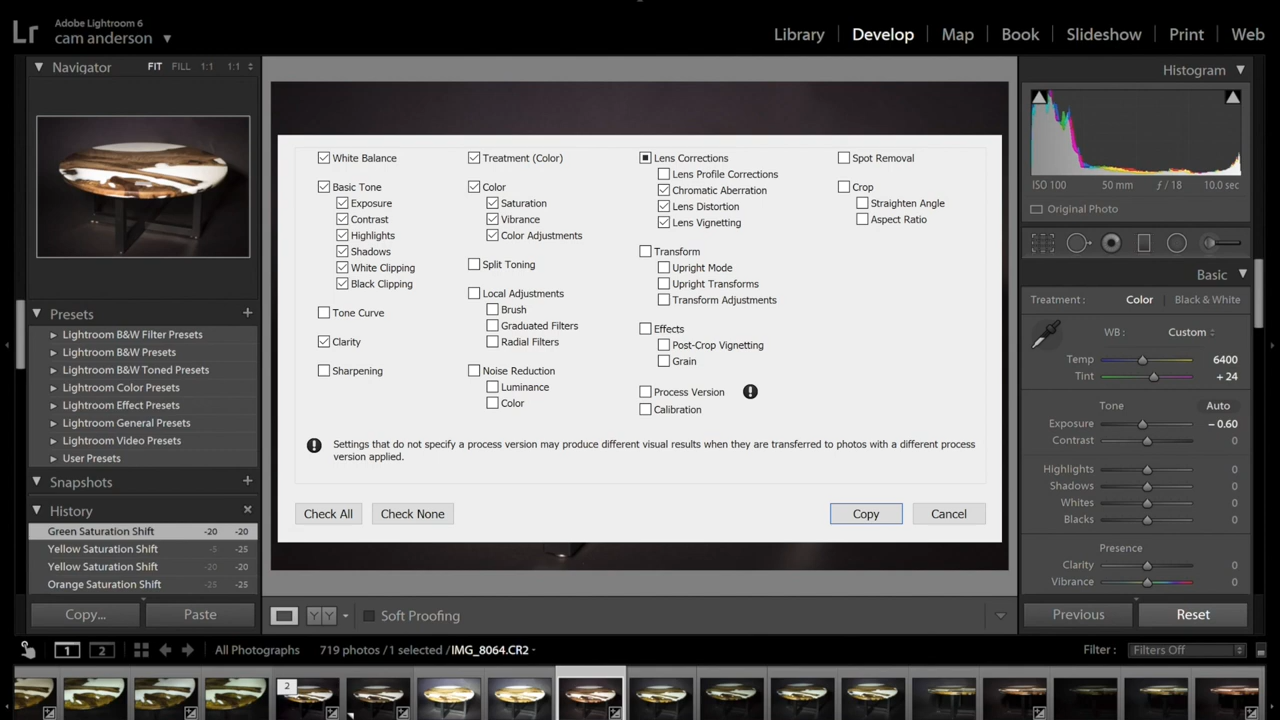 Lr
Adobe Lightroom 6
cam anderson
Library | Develop | Map | Book | Slideshow | Print | Web
Navigator FIT FILL 1:1 1:1
Histogram
ISO 100 50 mm ƒ / 18 10.0 sec
Original Photo
White Balance
Basic Tone
Exposure
Contrast
Highlights
Shadows
White Clipping
Black Clipping
Tone Curve
Clarity
Sharpening
Treatment (Color)
Color
Saturation
Vibrance
Color Adjustments
Split Toning
Local Adjustments
Brush
Graduated Filters
Radial Filters
Noise Reduction
Luminance
Color
Lens Corrections
Lens Profile Corrections
Chromatic Aberration
Lens Distortion
Lens Vignetting
Transform
Upright Mode
Upright Transforms
Transform Adjustments
Effects
Post-Crop Vignetting
Grain
Process Version
Calibration
Spot Removal
Crop
Straighten Angle
Aspect Ratio
Settings that do not specify a process version may produce different visual results when they are transferred to photos with a different process
version applied.
Check All Check None Copy Cancel
Presets +
Lightroom B&W Filter Presets
Lightroom B&W Presets
Lightroom B&W Toned Presets
Lightroom Color Presets
Lightroom Effect Presets
Lightroom General Presets
Lightroom Video Presets
User Presets
Snapshots +
History ×
Green Saturation Shift -20 -20
Yellow Saturation Shift -5 -25
Yellow Saturation Shift -20 -20
Orange Saturation Shift -25 -25
Copy... Paste
Basic
Treatment : Color | Black & White
WB: Custom
Temp 6400
Tint + 24
Tone Auto
Exposure – 0.60
Contrast 0
Highlights 0
Shadows 0
Whites 0
Blacks 0
Presence
Clarity 0
Vibrance 0
Previous Reset
Y Y Soft Proofing
1 2 All Photographs 719 photos / 1 selected / IMG_8064.CR2 Filter : Filters Off
2